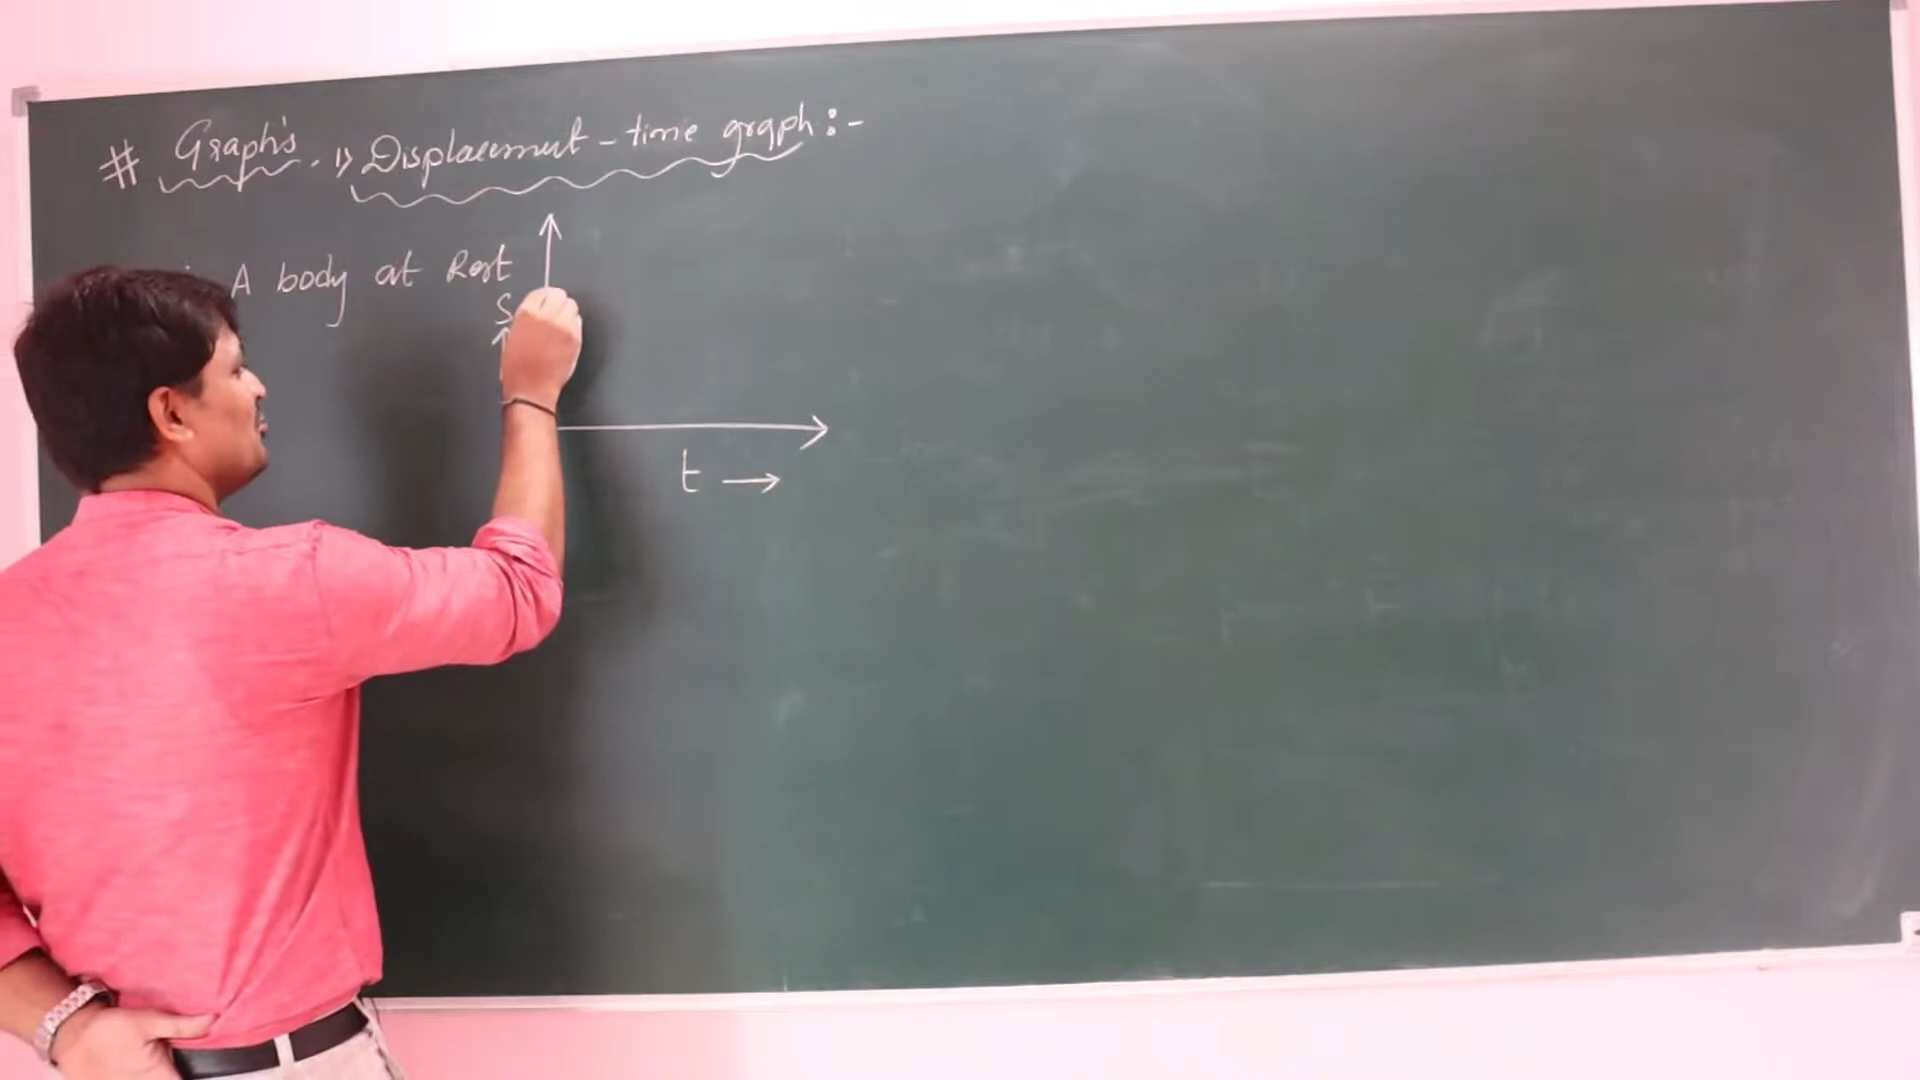 # Graph's . 1) Displacement - time graph :-
A body at Rest
S
t →